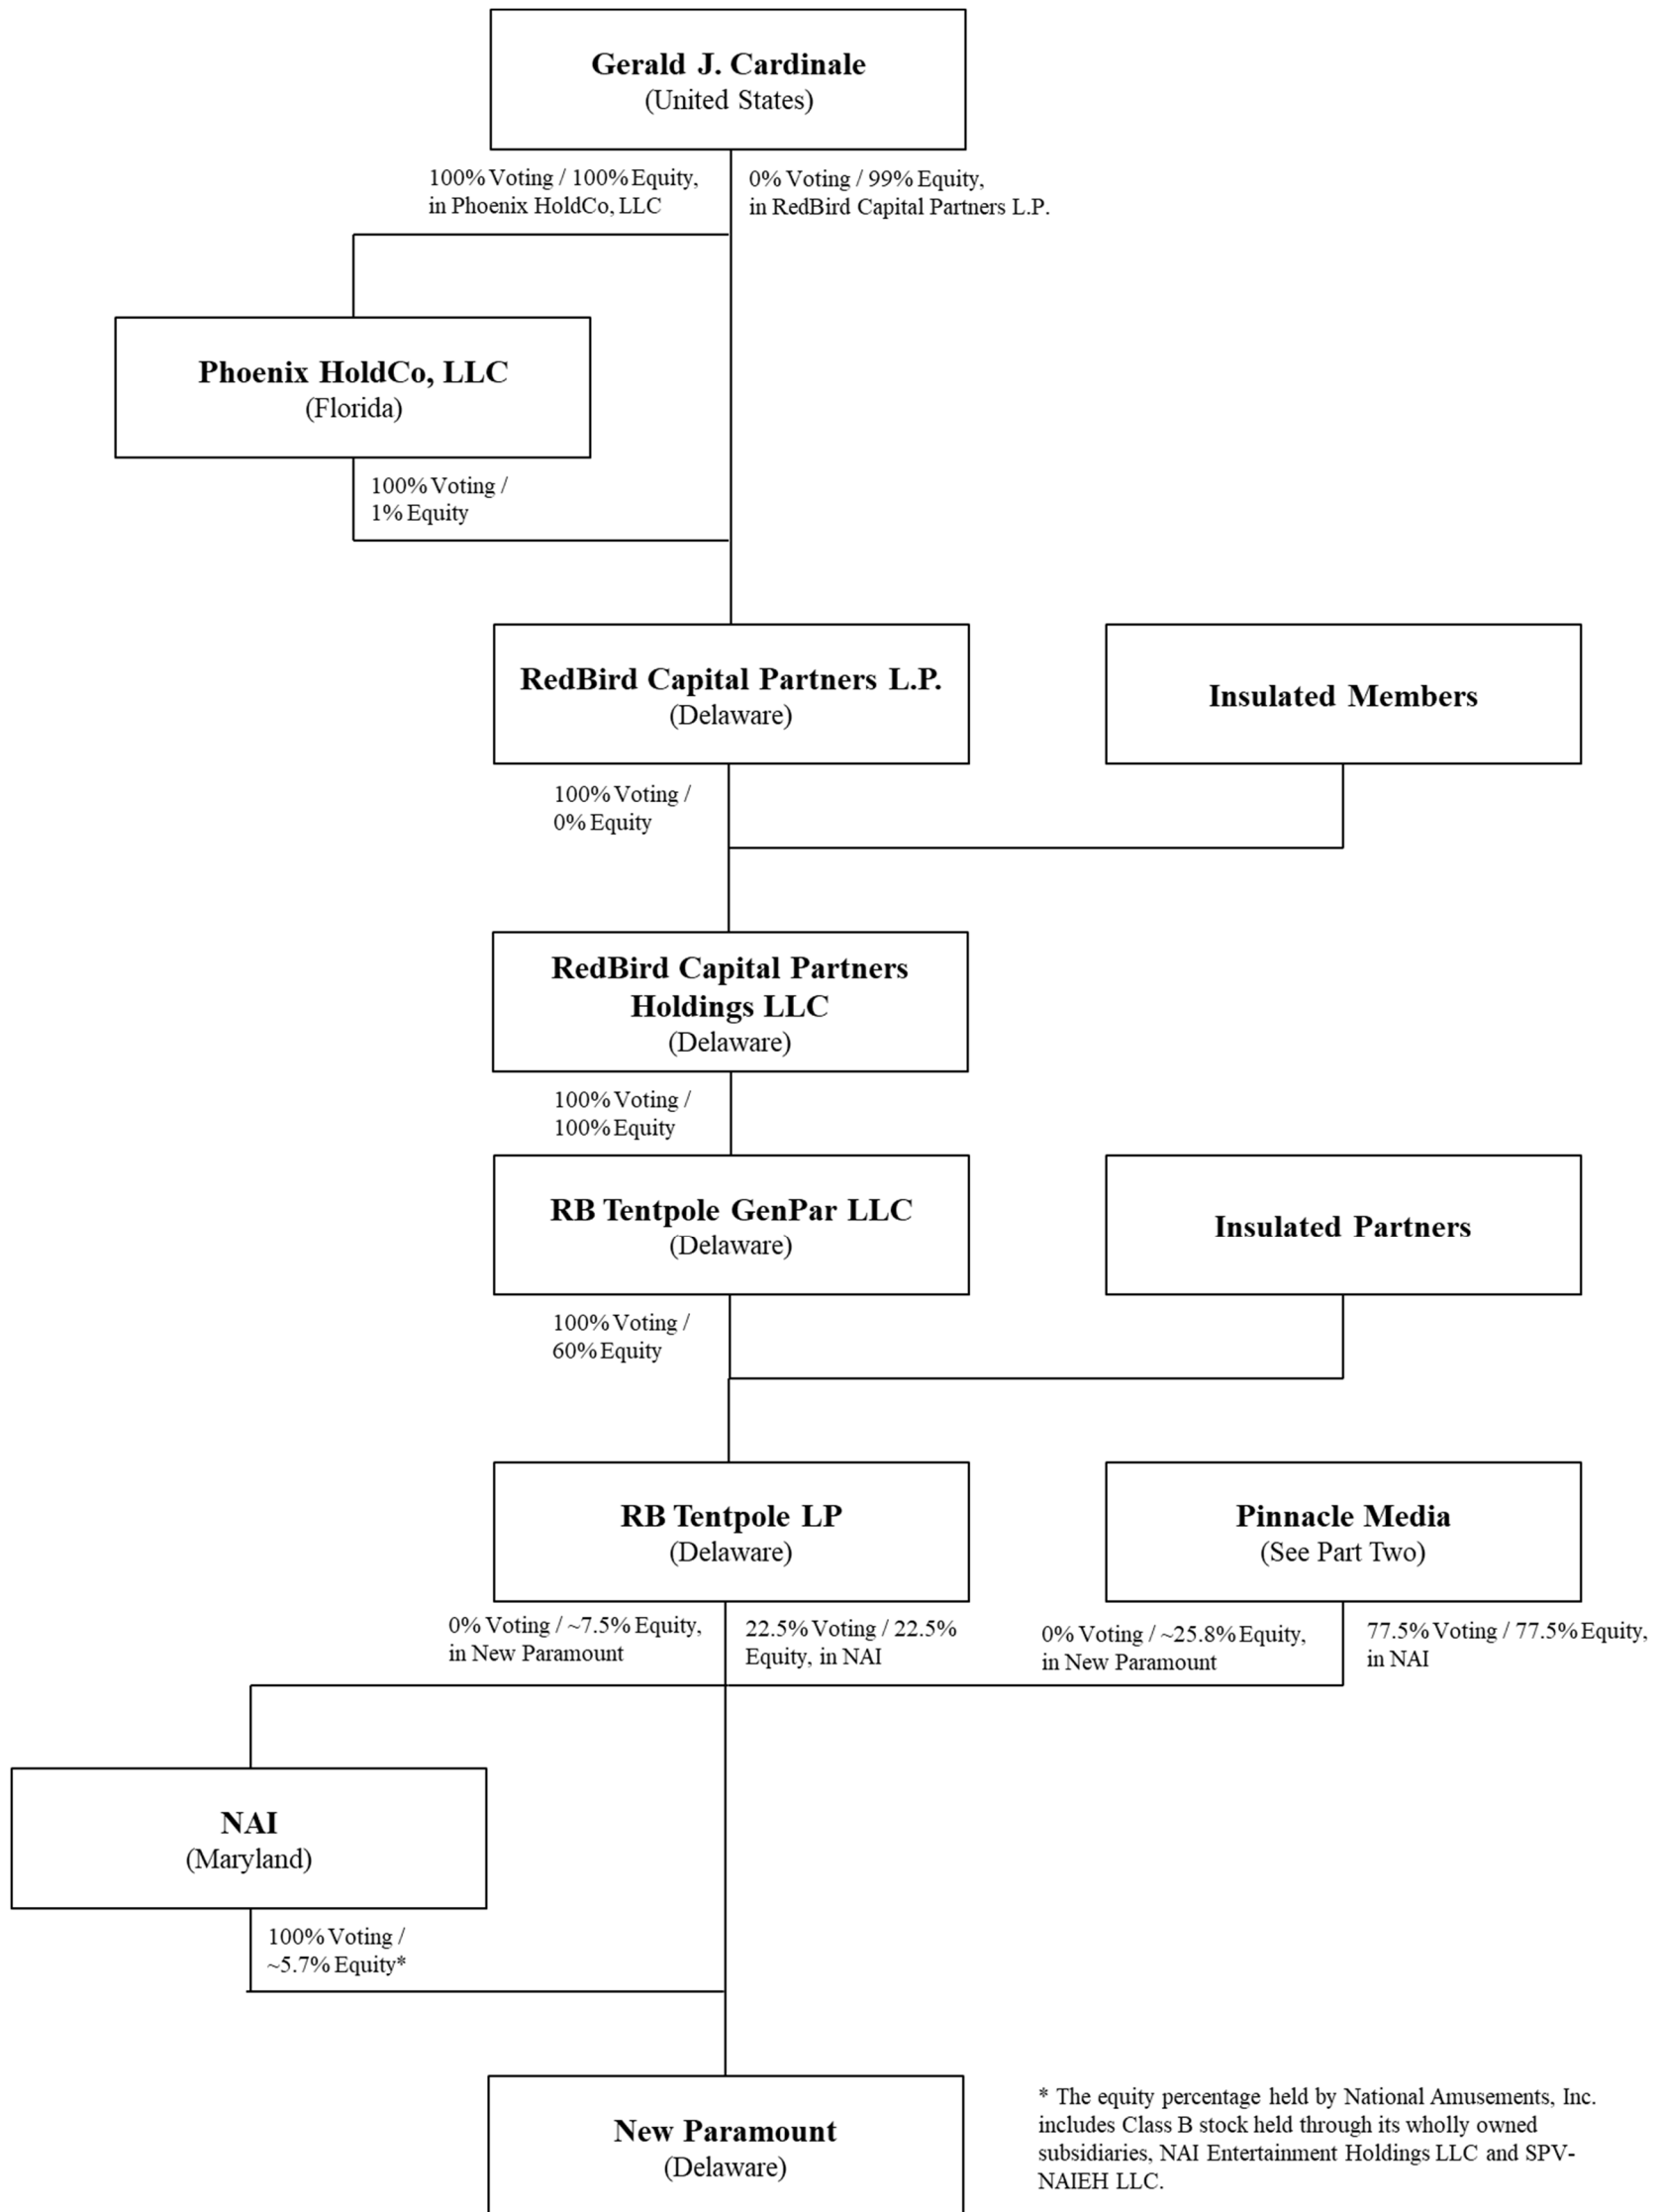 Gerald J. Cardinale
(United States)
100% Voting / 100% Equity,
in Phoenix HoldCo, LLC
0% Voting / 99% Equity,
in RedBird Capital Partners L.P.
Phoenix HoldCo, LLC
(Florida)
100% Voting /
1% Equity
RedBird Capital Partners L.P.
(Delaware)
Insulated Members
100% Voting /
0% Equity
RedBird Capital Partners
Holdings LLC
(Delaware)
100% Voting /
100% Equity
RB Tentpole GenPar LLC
(Delaware)
Insulated Partners
100% Voting /
60% Equity
RB Tentpole LP
(Delaware)
Pinnacle Media
(See Part Two)
0% Voting / ~7.5% Equity,
in New Paramount
22.5% Voting / 22.5%
Equity, in NAI
0% Voting / ~25.8% Equity,
in New Paramount
77.5% Voting / 77.5% Equity,
in NAI
NAI
(Maryland)
100% Voting /
~5.7% Equity*
New Paramount
(Delaware)
* The equity percentage held by National Amusements, Inc.
includes Class B stock held through its wholly owned
subsidiaries, NAI Entertainment Holdings LLC and SPV-
NAIEH LLC.